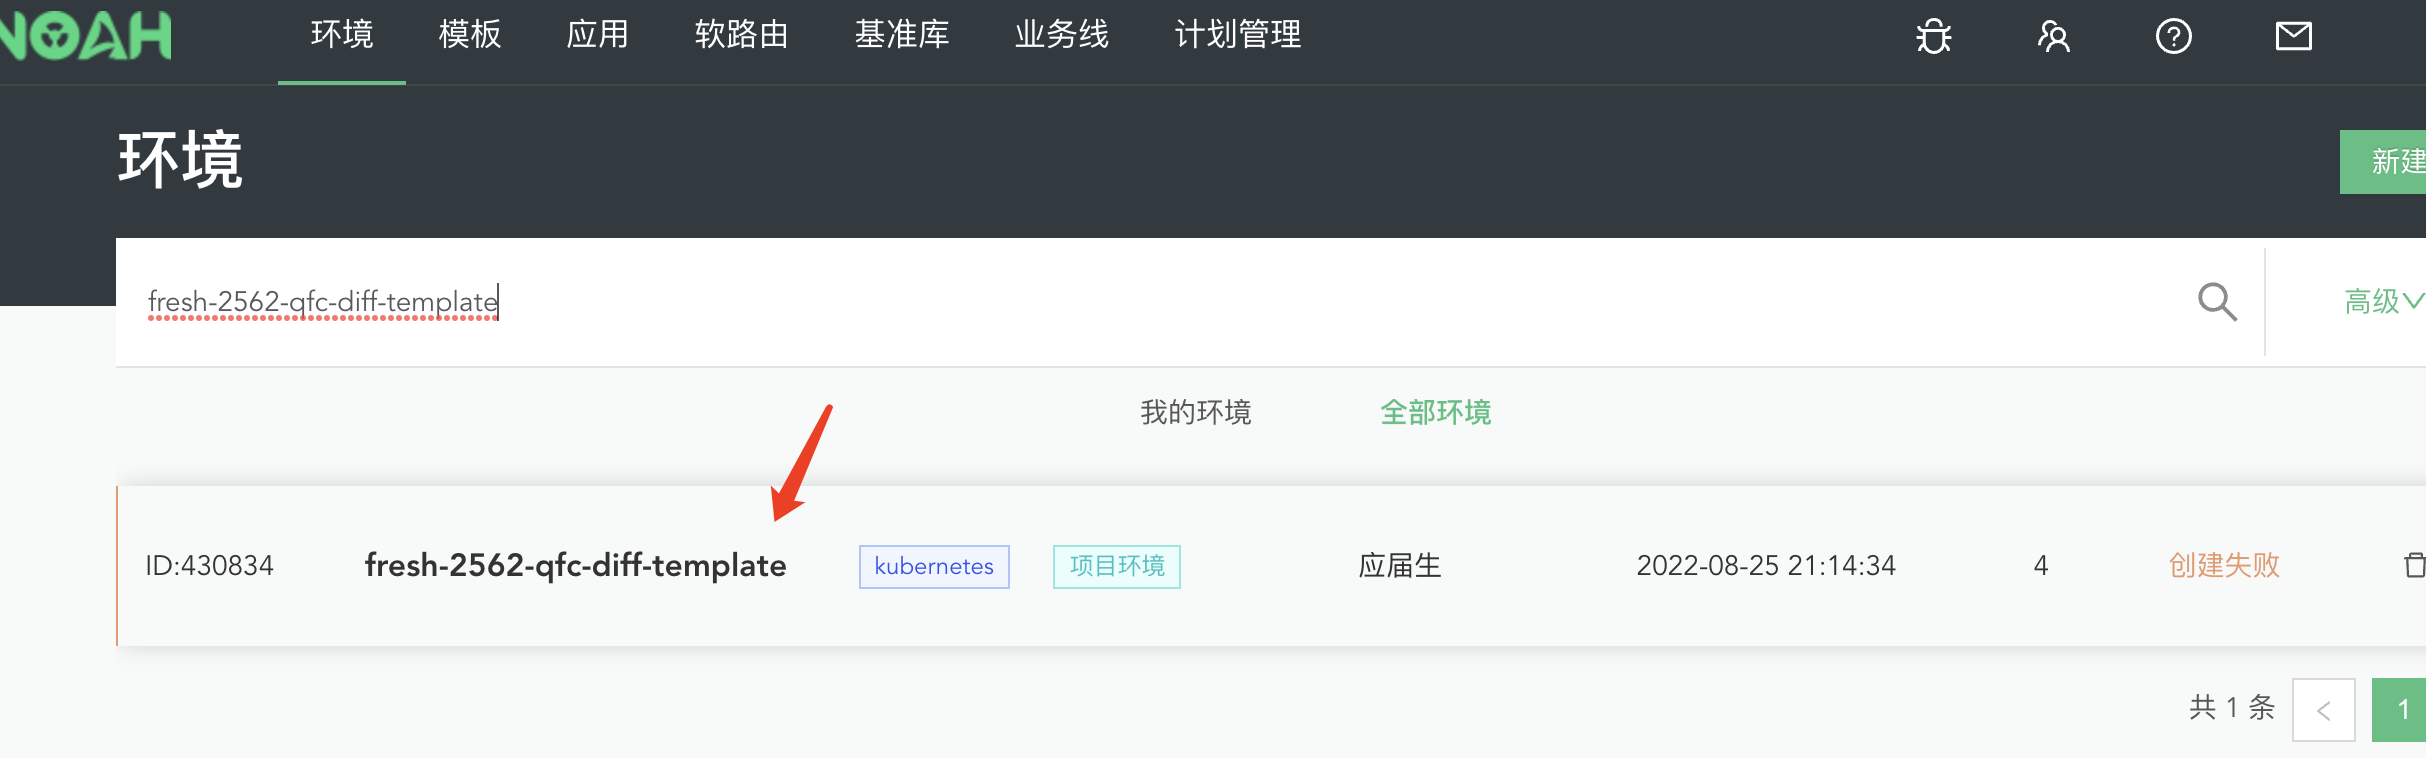 NOAH 环境 模板 应用 软路由 基准库 业务线 计划管理
环境
新建
fresh-2562-qfc-diff-template 高级
我的环境 全部环境
ID:430834 fresh-2562-qfc-diff-template kubernetes 项目环境 应届生 2022-08-25 21:14:34 4 创建失败
共 1 条 < 1